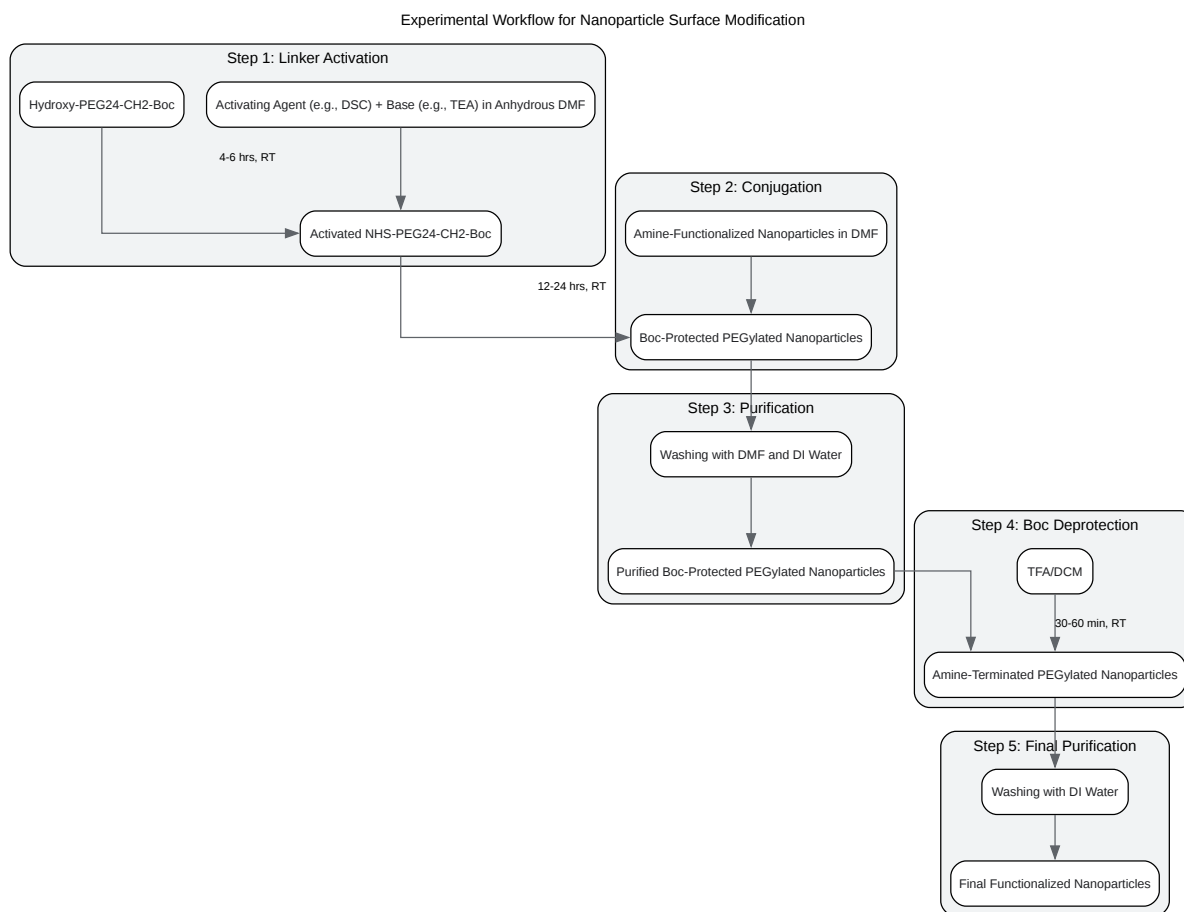 Experimental Workflow for Nanoparticle Surface Modification
Step 1: Linker Activation
Hydroxy-PEG24-CH2-Boc
Activating Agent (e.g., DSC) + Base (e.g., TEA) in Anhydrous DMF
4-6 hrs, RT
Activated NHS-PEG24-CH2-Boc
12-24 hrs, RT
Step 2: Conjugation
Amine-Functionalized Nanoparticles in DMF
Boc-Protected PEGylated Nanoparticles
Step 3: Purification
Washing with DMF and DI Water
Purified Boc-Protected PEGylated Nanoparticles
Step 4: Boc Deprotection
TFA/DCM
30-60 min, RT
Amine-Terminated PEGylated Nanoparticles
Step 5: Final Purification
Washing with DI Water
Final Functionalized Nanoparticles